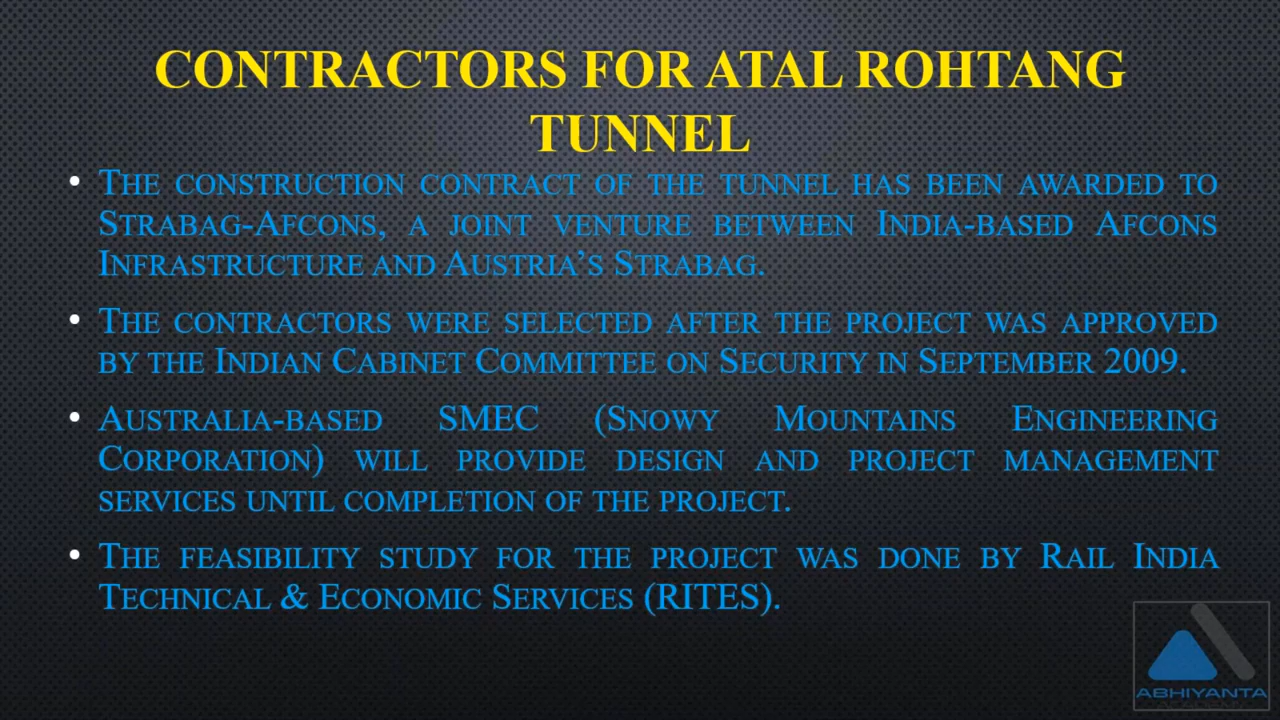 CONTRACTORS FOR ATAL ROHTANG
TUNNEL
• THE CONSTRUCTION CONTRACT OF THE TUNNEL HAS BEEN AWARDED TO
STRABAG-AFCONS, A JOINT VENTURE BETWEEN INDIA-BASED AFCONS
INFRASTRUCTURE AND AUSTRIA’S STRABAG.
• THE CONTRACTORS WERE SELECTED AFTER THE PROJECT WAS APPROVED
BY THE INDIAN CABINET COMMITTEE ON SECURITY IN SEPTEMBER 2009.
• AUSTRALIA-BASED SMEC (SNOWY MOUNTAINS ENGINEERING
CORPORATION) WILL PROVIDE DESIGN AND PROJECT MANAGEMENT
SERVICES UNTIL COMPLETION OF THE PROJECT.
• THE FEASIBILITY STUDY FOR THE PROJECT WAS DONE BY RAIL INDIA
TECHNICAL & ECONOMIC SERVICES (RITES).
ABHIYANTA
ACADEMY